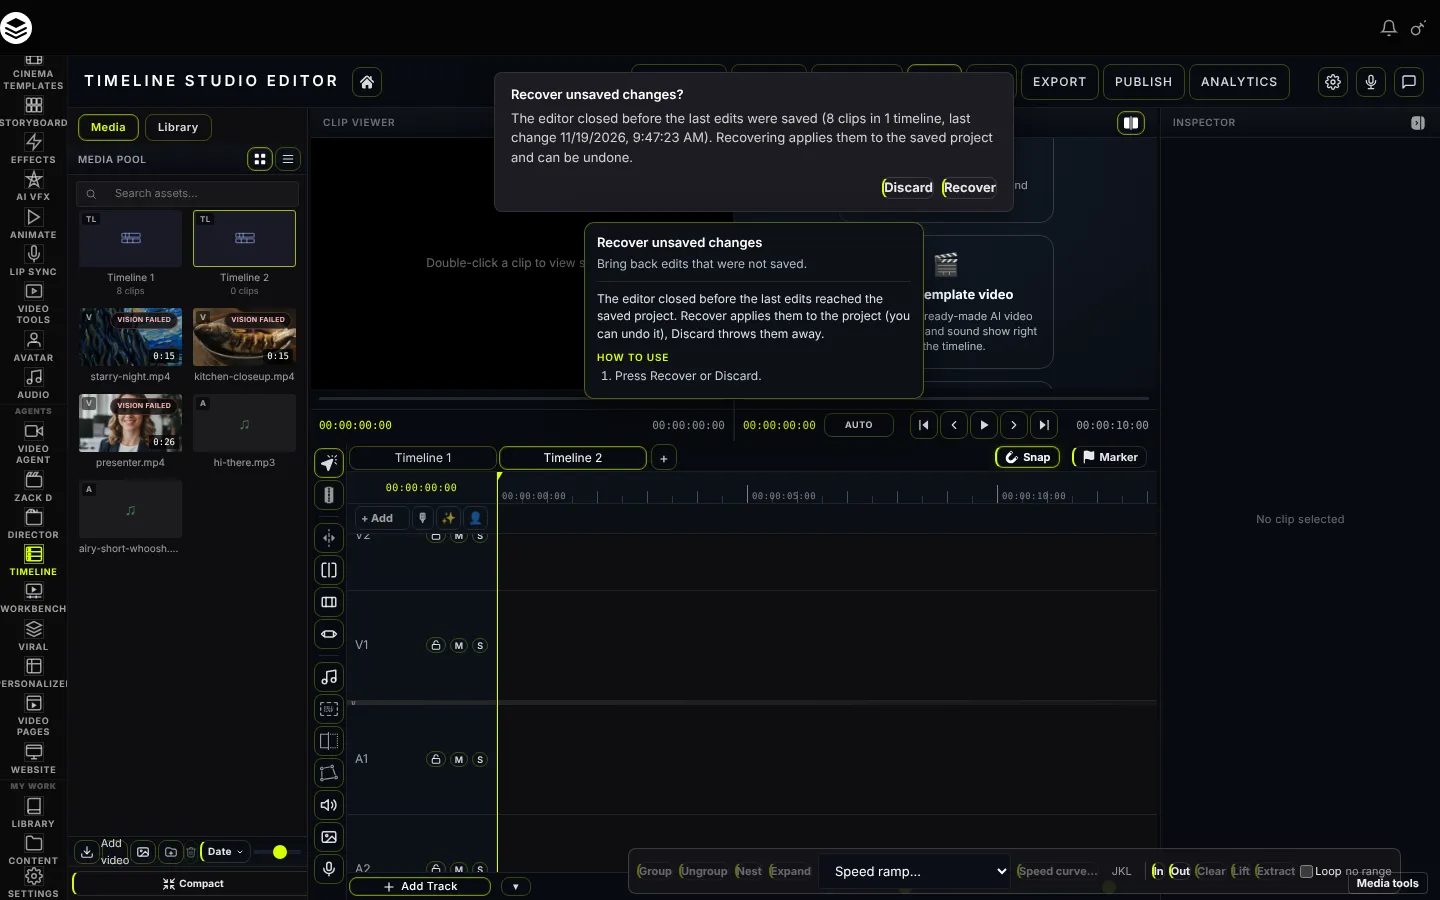 CINEMA
TEMPLATES
STORYBOARD
EFFECTS
AI VFX
ANIMATE
LIP SYNC
VIDEO
TOOLS
AVATAR
AUDIO
AGENTS
VIDEO
AGENT
ZACK D
DIRECTOR
TIMELINE
WORKBENCH
VIRAL
PERSONALIZE
VIDEO
PAGES
WEBSITE
MY WORK
LIBRARY
CONTENT
SETTINGS
TIMELINE STUDIO EDITOR
EXPORT
PUBLISH
ANALYTICS
Media
Library
MEDIA POOL
Search assets...
TL
TL
Timeline 1
8 clips
Timeline 2
0 clips
V
VISION FAILED
0:15
V
VISION FAILED
0:15
starry-night.mp4
kitchen-closeup.mp4
V
VISION FAILED
0:26
A
presenter.mp4
hi-there.mp3
A
airy-short-whoosh....
Add
video
Date
Compact
CLIP VIEWER
Double-click a clip to view s
Recover unsaved changes?
The editor closed before the last edits were saved (8 clips in 1 timeline, last
change 11/19/2026, 9:47:23 AM). Recovering applies them to the saved project
and can be undone.
Discard
Recover
nd
Recover unsaved changes
Bring back edits that were not saved.
The editor closed before the last edits reached the
saved project. Recover applies them to the project (you
can undo it), Discard throws them away.
HOW TO USE
1. Press Recover or Discard.
emplate video
ready-made AI video
and sound show right
the timeline.
INSPECTOR
No clip selected
00:00:00:00
00:00:00:00
00:00:00:00
AUTO
00:00:10:00
Timeline 1
Timeline 2
+
Snap
Marker
00:00:00:00
00:00:00:00
00:00:05:00
00:00:10:00
+ Add
V2
M
S
V1
M
S
A1
M
S
A2
M
S
+ Add Track
Group
Ungroup
Nest
Expand
Speed ramp...
Speed curve...
JKL
In
Out
Clear
Lift
Extract
Loop no range
Media tools